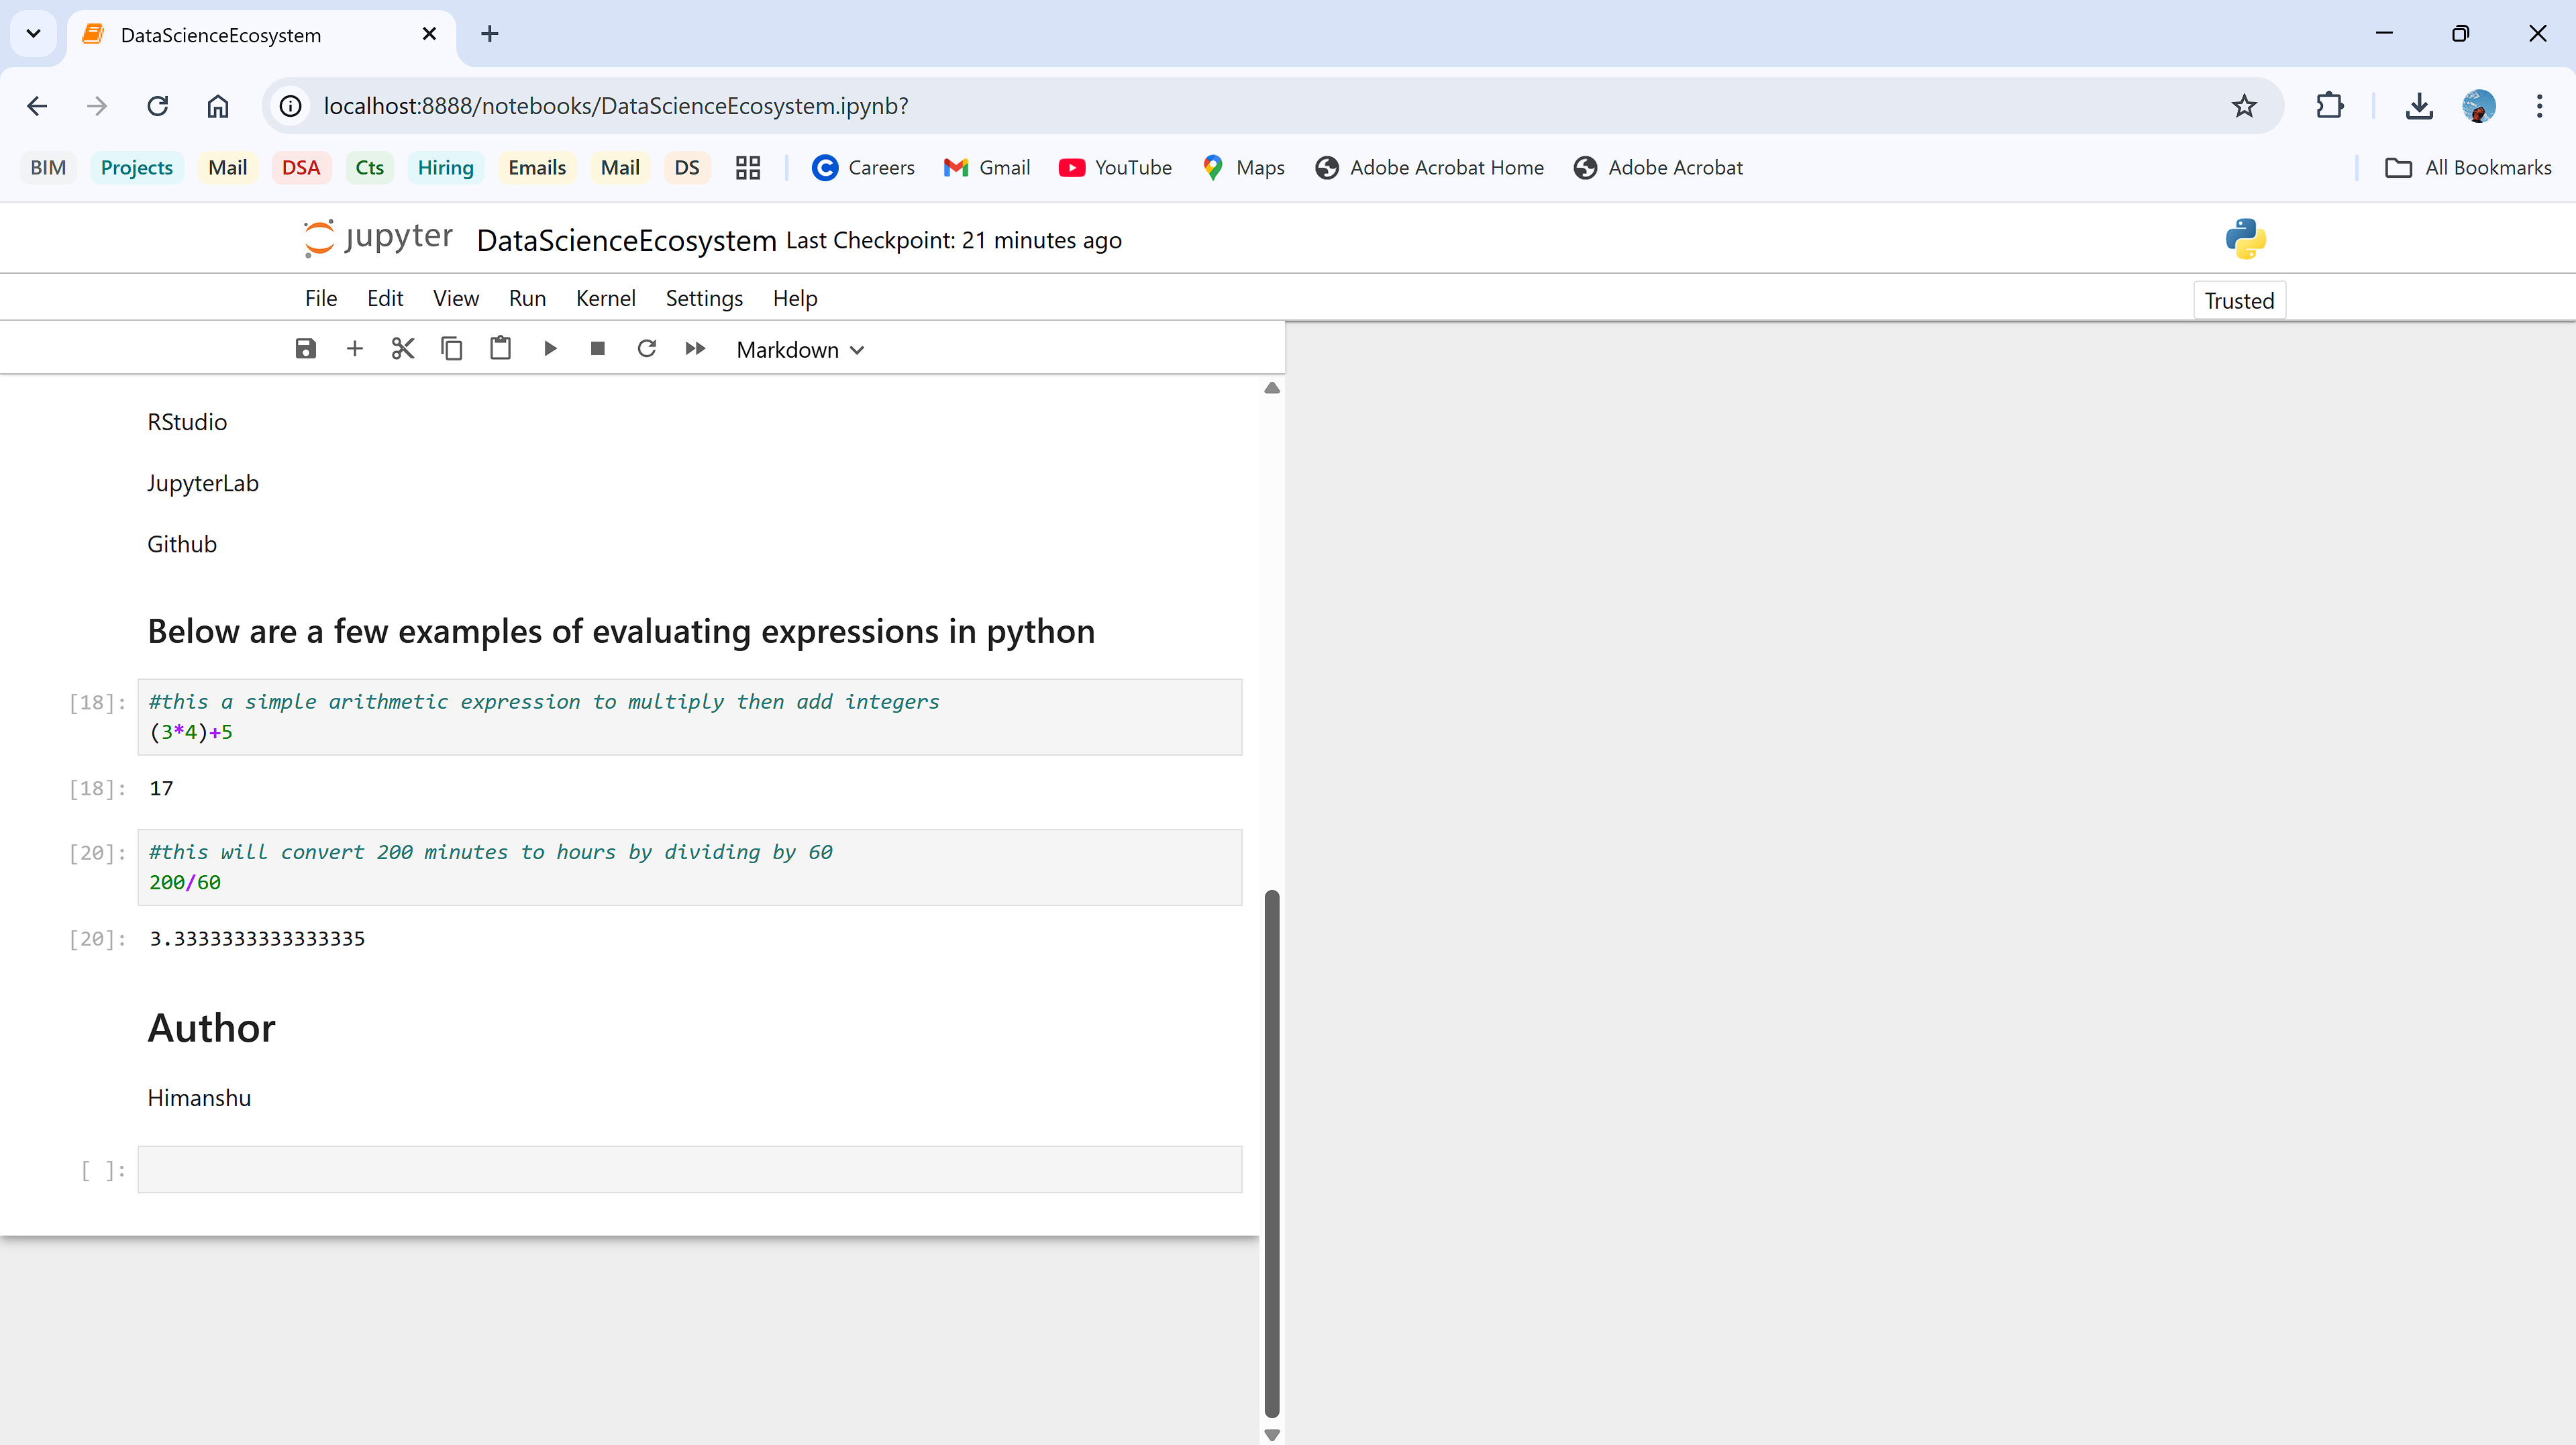 DataScienceEcosystem
localhost:8888/notebooks/DataScienceEcosystem.ipynb?
BIM Projects Mail DSA Cts Hiring Emails Mail DS Careers Gmail YouTube Maps Adobe Acrobat Home Adobe Acrobat All Bookmarks
jupyter DataScienceEcosystem Last Checkpoint: 21 minutes ago
File Edit View Run Kernel Settings Help Trusted
Markdown
RStudio
JupyterLab
Github
Below are a few examples of evaluating expressions in python
[18]: #this a simple arithmetic expression to multiply then add integers
(3*4)+5
[18]: 17
[20]: #this will convert 200 minutes to hours by dividing by 60
200/60
[20]: 3.3333333333333335
Author
Himanshu
[ ]: